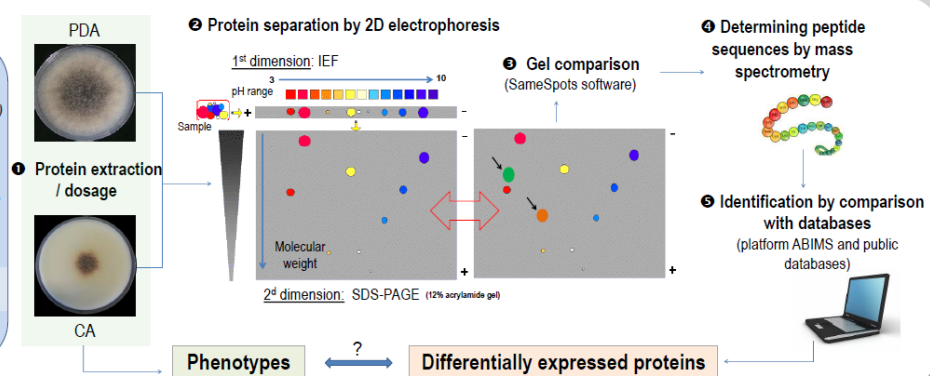 PDA
❶ Protein extraction
/ dosage
CA
❷ Protein separation by 2D electrophoresis
1st dimension: IEF
3
10
pH range
Sample
+
-
-
Molecular
weight
+
2d dimension: SDS-PAGE (12% acrylamide gel)
❸ Gel comparison
(SameSpots software)
-
+
❹ Determining peptide
sequences by mass
spectrometry
❺ Identification by comparison
with databases
(platform ABIMS and public
databases)
Phenotypes
?
Differentially expressed proteins